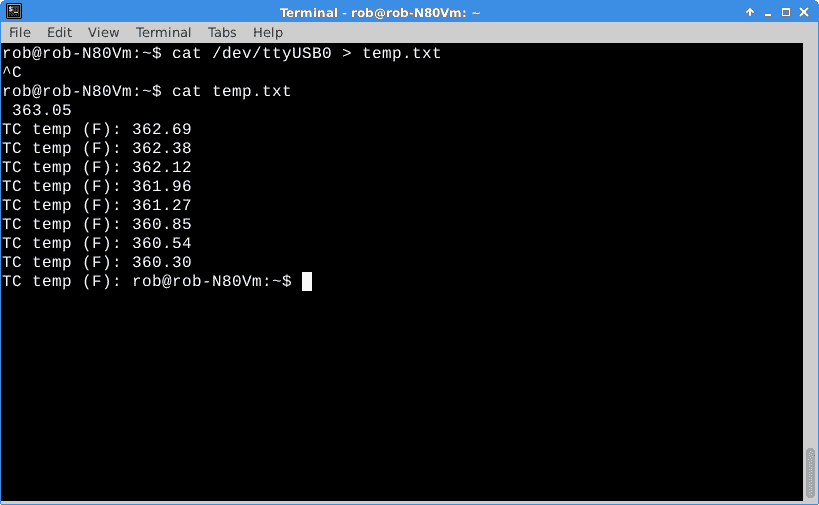 Terminal - rob@rob-N80Vm: ~
File Edit View Terminal Tabs Help
rob@rob-N80Vm:~$ cat /dev/ttyUSB0 > temp.txt
^C
rob@rob-N80Vm:~$ cat temp.txt
 363.05
TC temp (F): 362.69
TC temp (F): 362.38
TC temp (F): 362.12
TC temp (F): 361.96
TC temp (F): 361.27
TC temp (F): 360.85
TC temp (F): 360.54
TC temp (F): 360.30
TC temp (F): rob@rob-N80Vm:~$